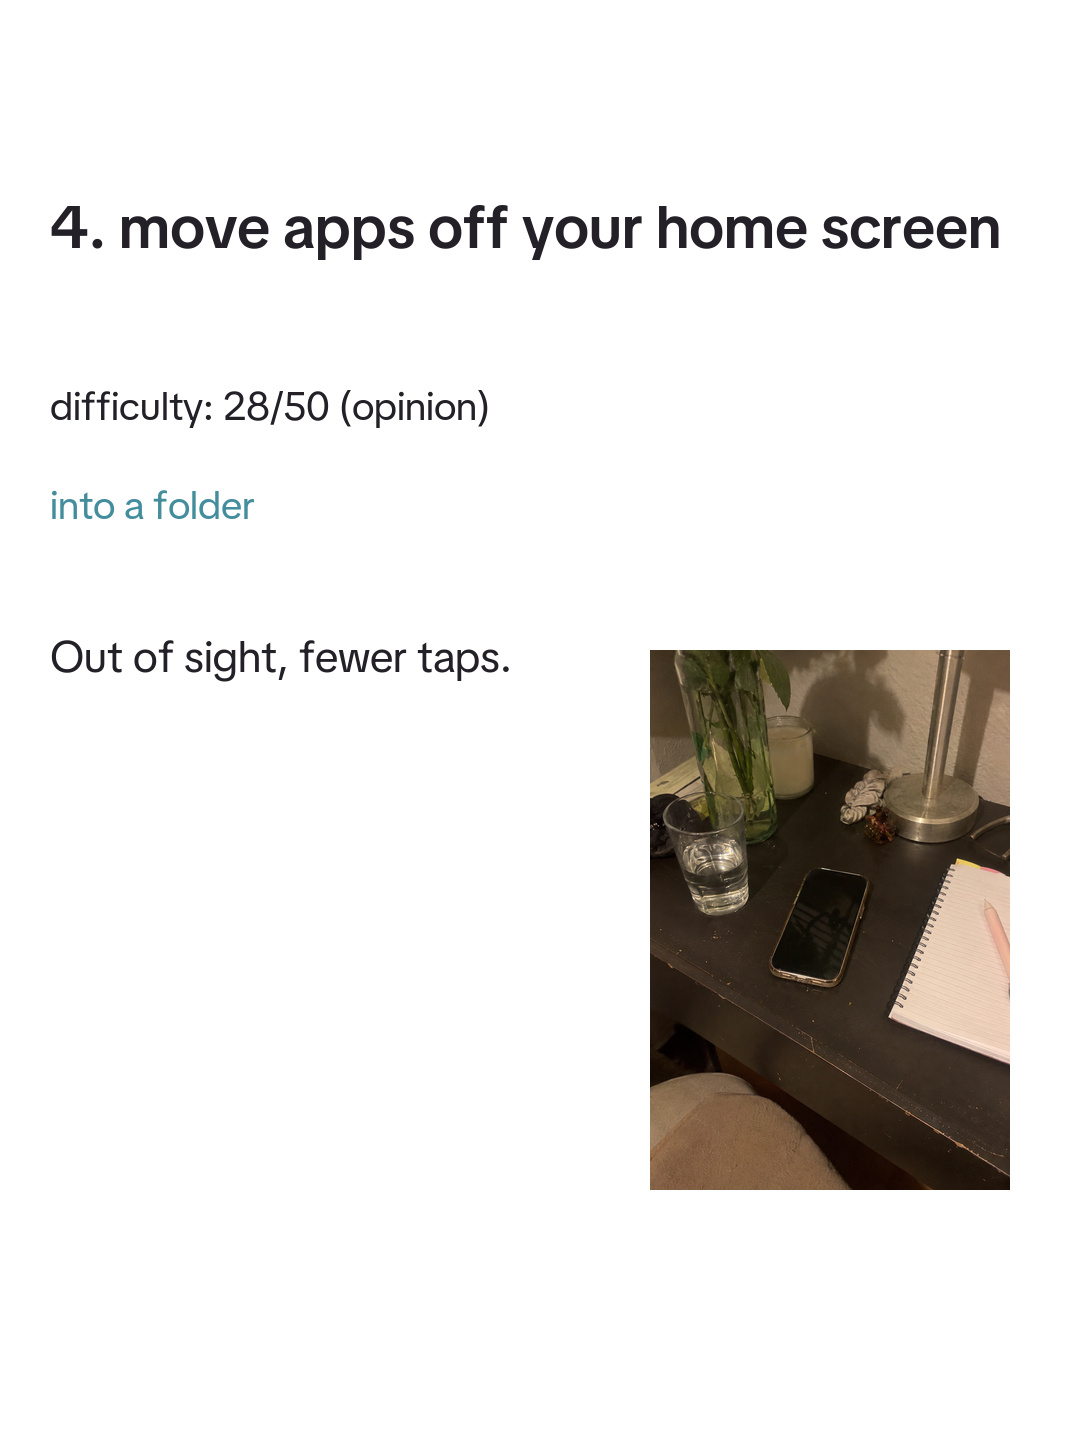 4. move apps off your home screen
difficulty: 28/50 (opinion)
into a folder
Out of sight, fewer taps.